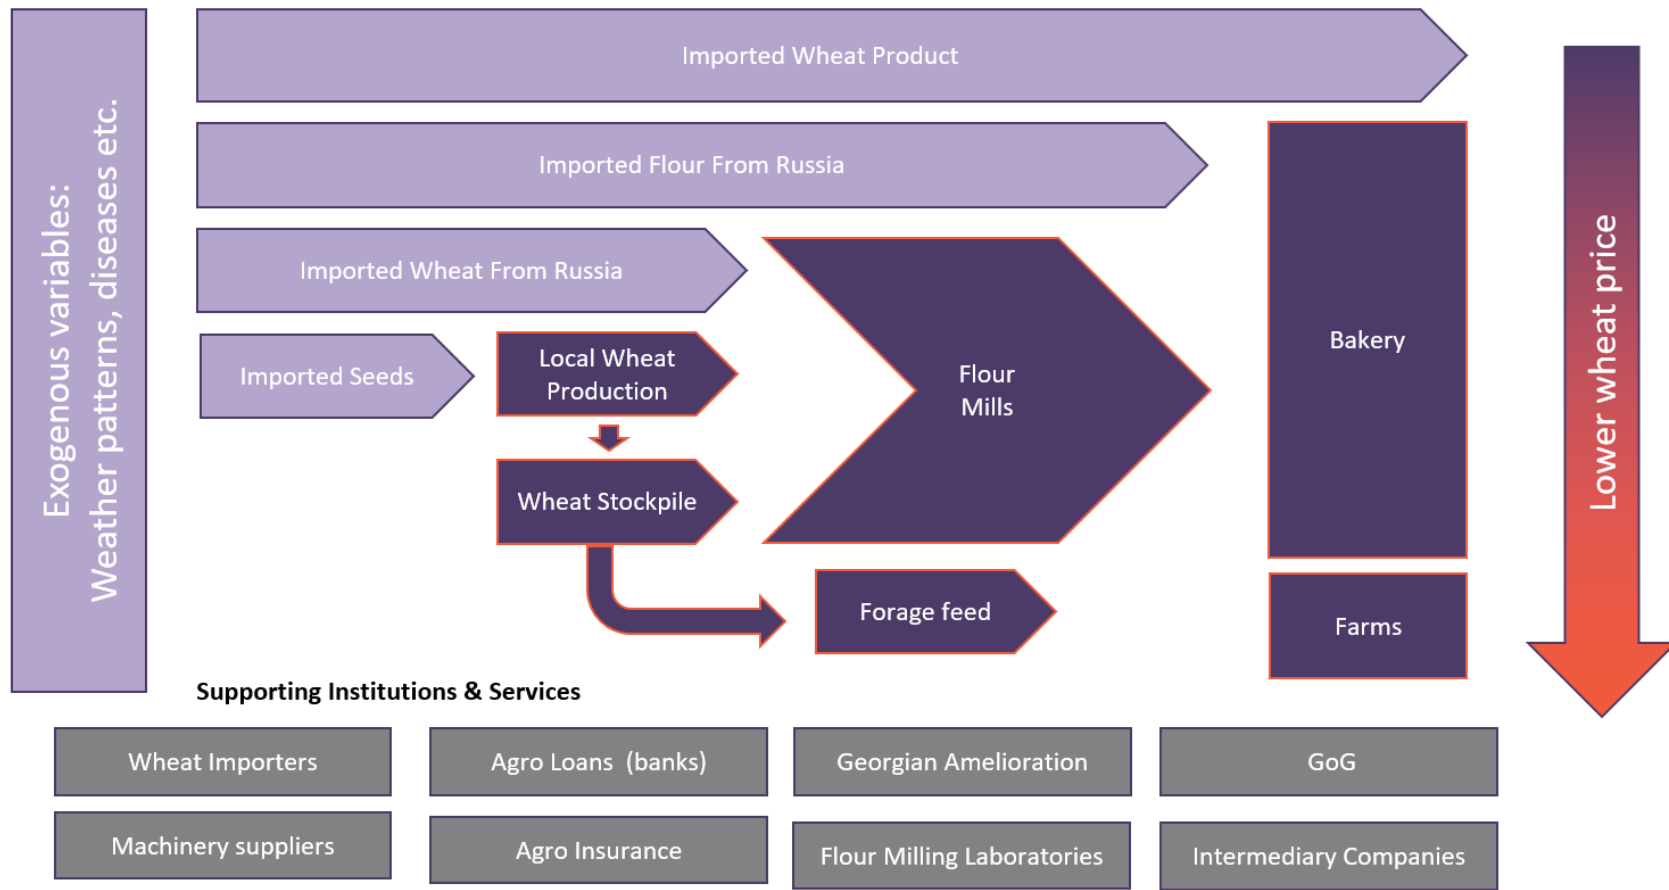 Exogenous variables:
Weather patterns, diseases etc.
Imported Wheat Product
Imported Flour From Russia
Imported Wheat From Russia
Imported Seeds
Local Wheat
Production
Wheat Stockpile
Flour
Mills
Forage feed
Bakery
Farms
Lower wheat price
Supporting Institutions & Services
Wheat Importers
Agro Loans  (banks)
Georgian Amelioration
GoG
Machinery suppliers
Agro Insurance
Flour Milling Laboratories
Intermediary Companies